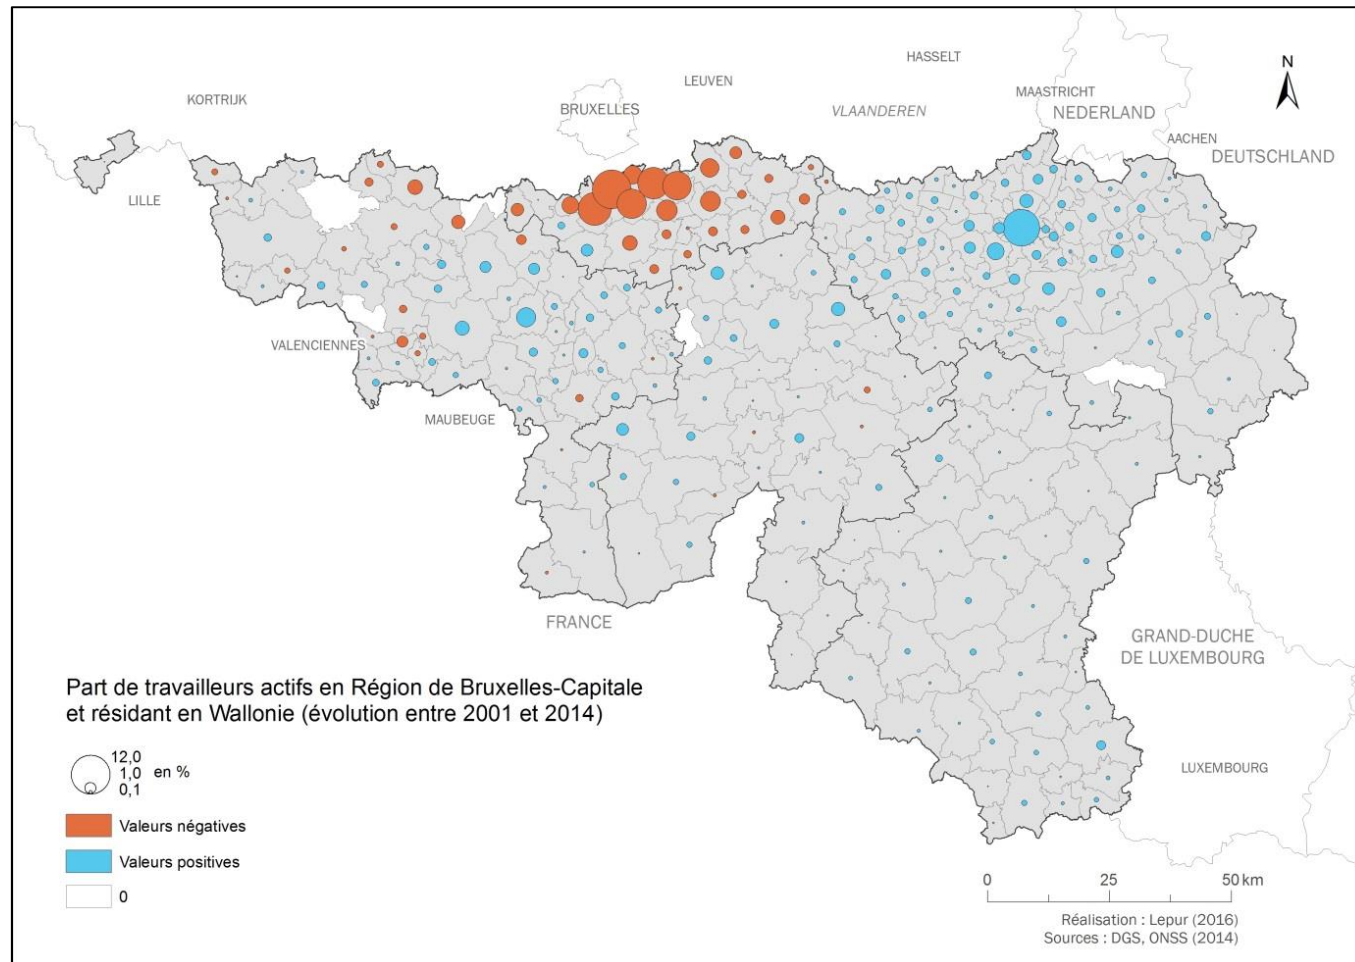 HASSELT
LEUVEN
N
KORTRIJK
MAASTRICHT
BRUXELLES
VLAANDEREN
NEDERLAND
AACHEN
DEUTSCHLAND
LILLE
VALENCIENNES
MAUBEUGE
FRANCE
GRAND-DUCHE
DE LUXEMBOURG
Part de travailleurs actifs en Région de Bruxelles-Capitale
et résidant en Wallonie (évolution entre 2001 et 2014)
12,0
1,0 en %
0,1
LUXEMBOURG
Valeurs négatives
Valeurs positives
0
0 25 50 km
Réalisation : Lepur (2016)
Sources : DGS, ONSS (2014)